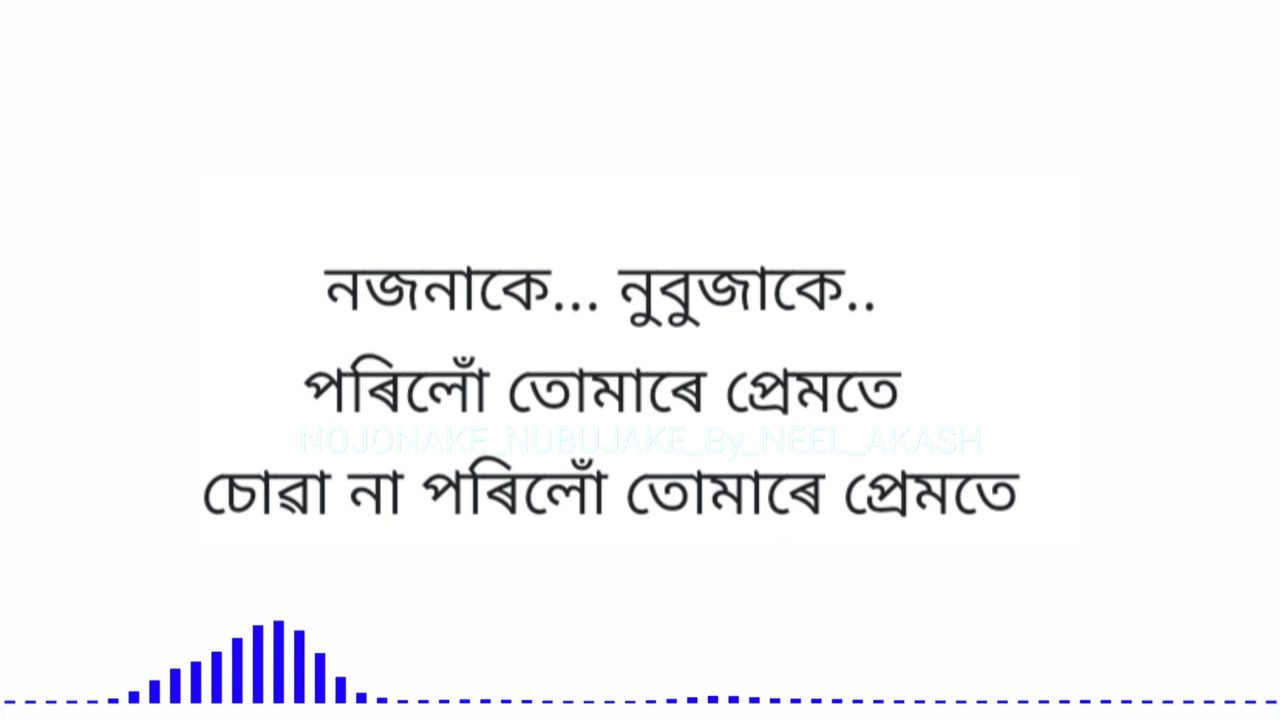 নজনাকে... নুবুজাকে..
পৰিলোঁ তোমাৰে প্ৰেমতে
NOJONAKE_NUBUJAKE_By_NEEL_AKASH
চোৱা না পৰিলোঁ তোমাৰে প্ৰেমতে